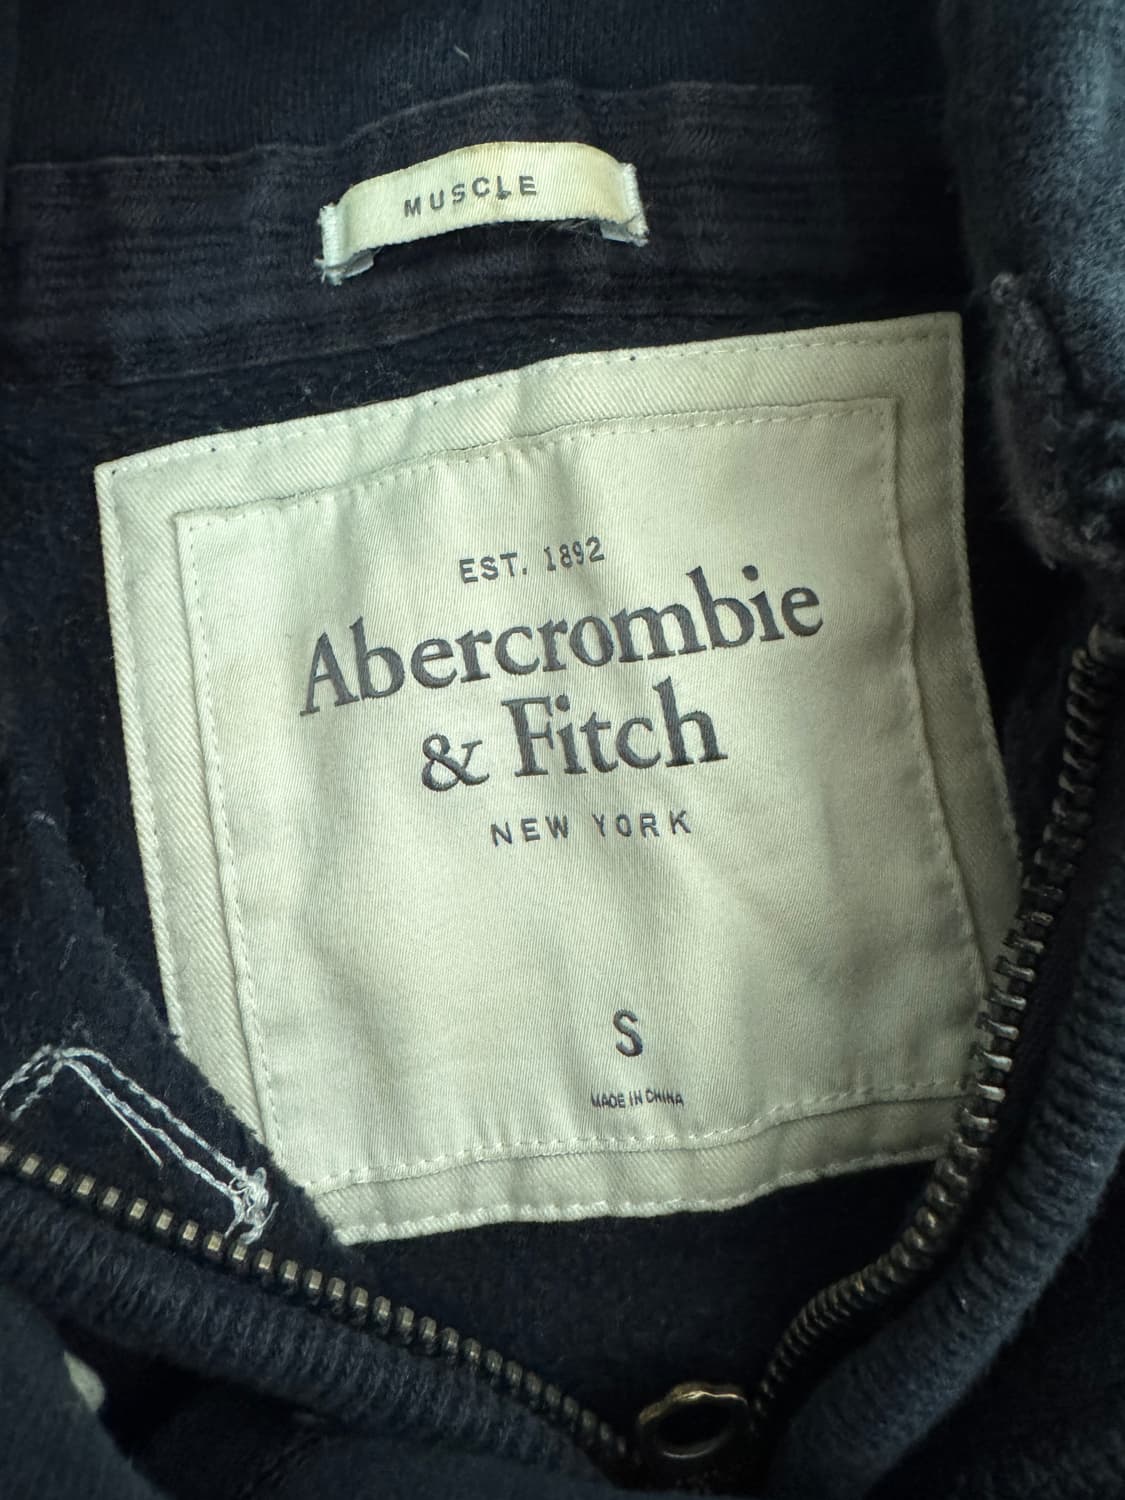 MUSCLE
EST. 1892
Abercrombie
& Fitch
NEW YORK
S
MADE IN CHINA